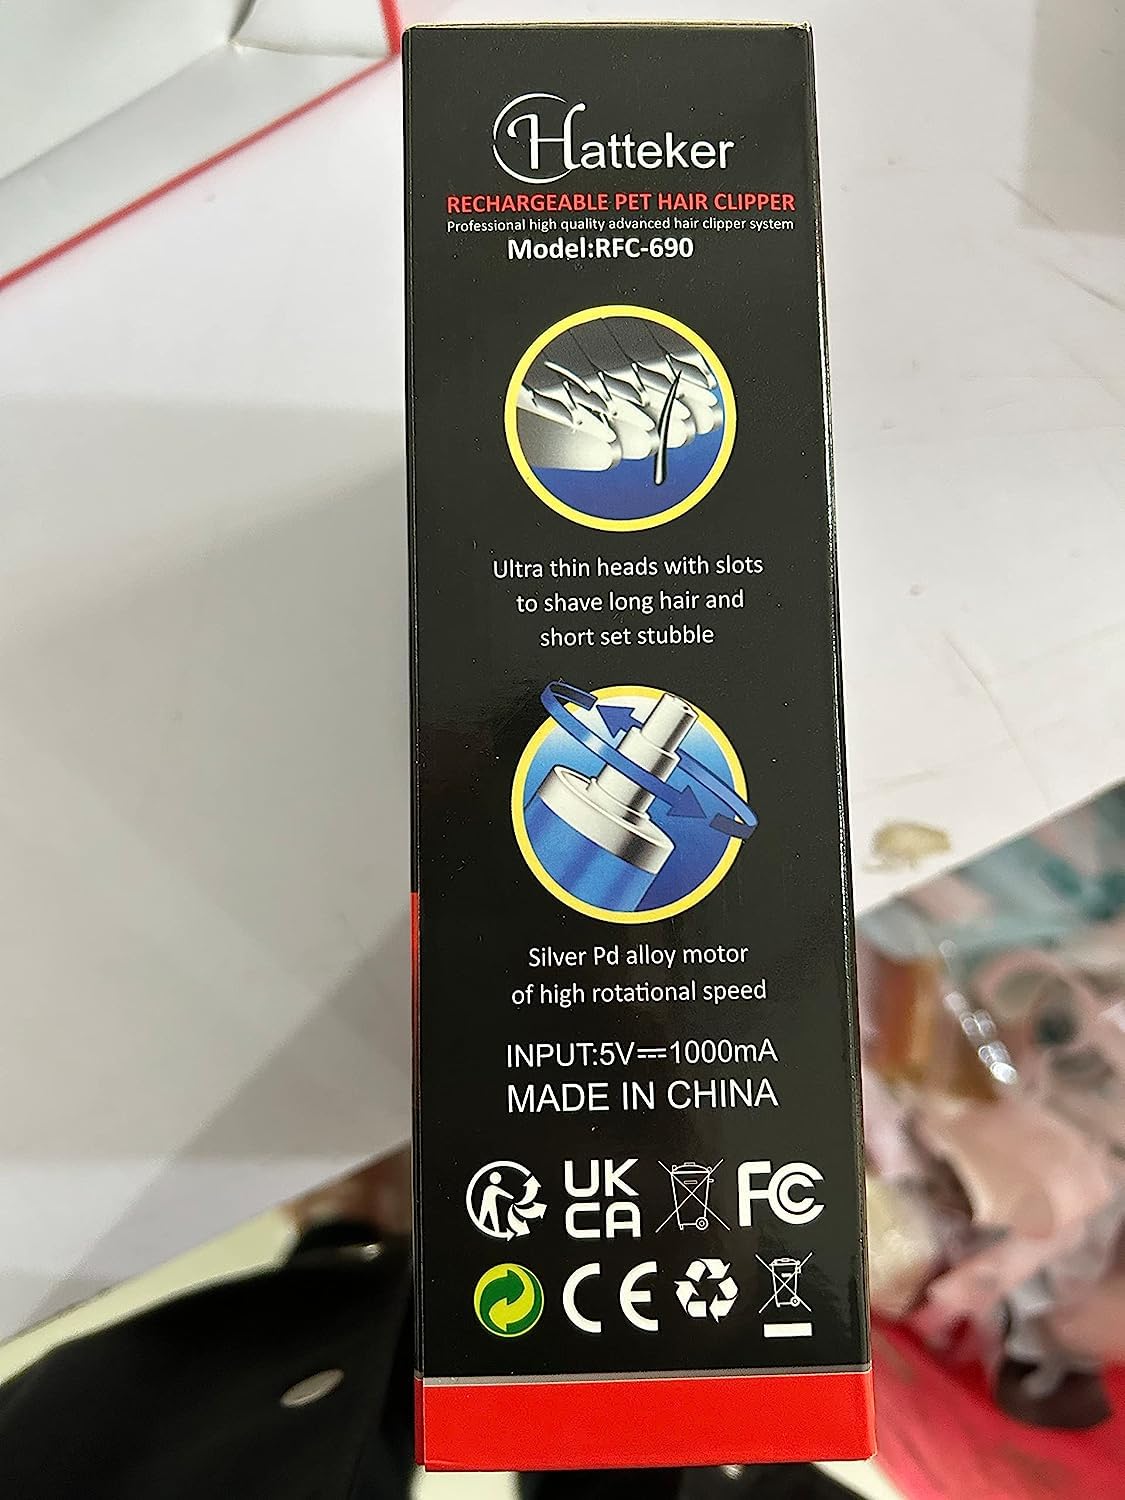 Hatteker
RECHARGEABLE PET HAIR CLIPPER
Professional high quality advanced hair clipper system
Model:RFC-690
Ultra thin heads with slots
to shave long hair and
short set stubble
Silver Pd alloy motor
of high rotational speed
INPUT:5V⎓1000mA
MADE IN CHINA
UK
CA
FC
CE